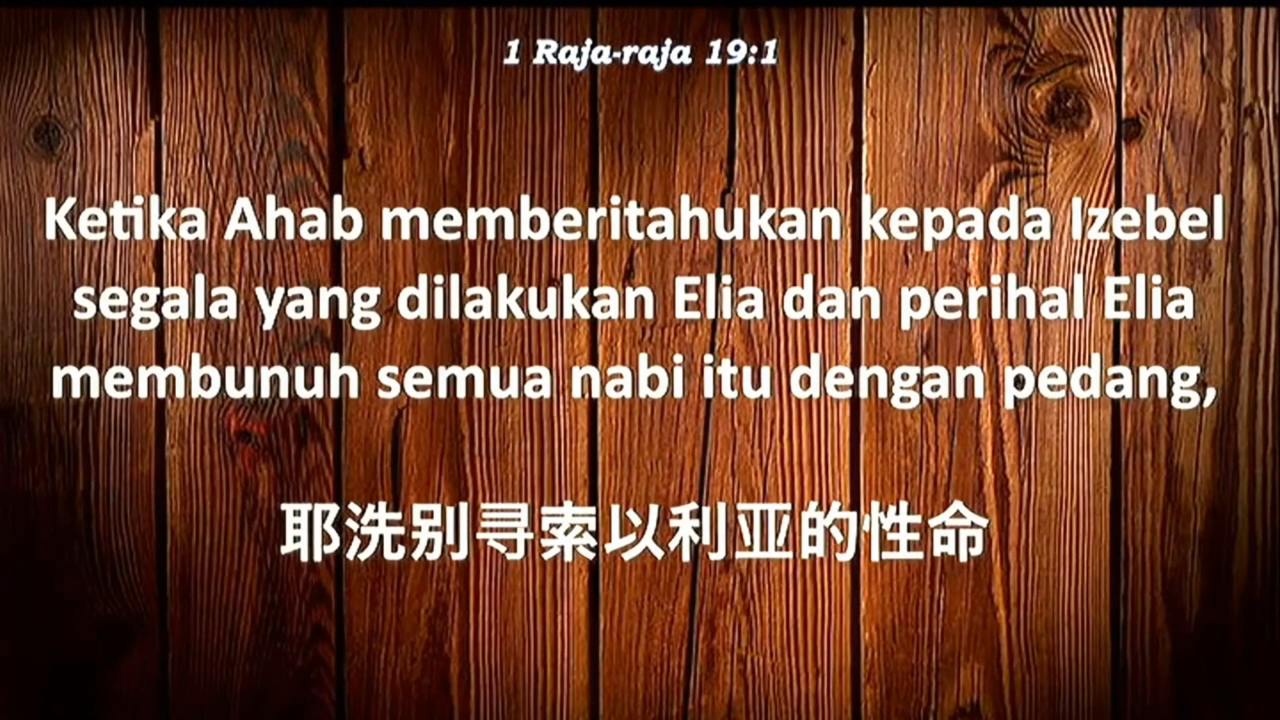 1 Raja-raja 19:1
Ketika Ahab memberitahukan kepada Izebel
segala yang dilakukan Elia dan perihal Elia
membunuh semua nabi itu dengan pedang,
耶洗别寻索以利亚的性命